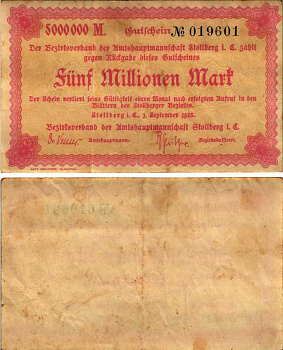 5000000 M. Gutschein № 019601
Der Bezirksverband der Amtshauptmannschaft Stollberg i. E. zahlt
gegen Rückgabe dieses Gutscheines
Fünf Millionen Mark
Der Schein verliert seine Gültigkeit einen Monat nach erfolgtem Aufruf in den
Blättern des Stollberger Bezirkes.
Stollberg i. E., 1. September 1923.
Bezirksverband der Amtshauptmannschaft Stollberg i. E.
Amtshauptmann. Bezirkskassierer.